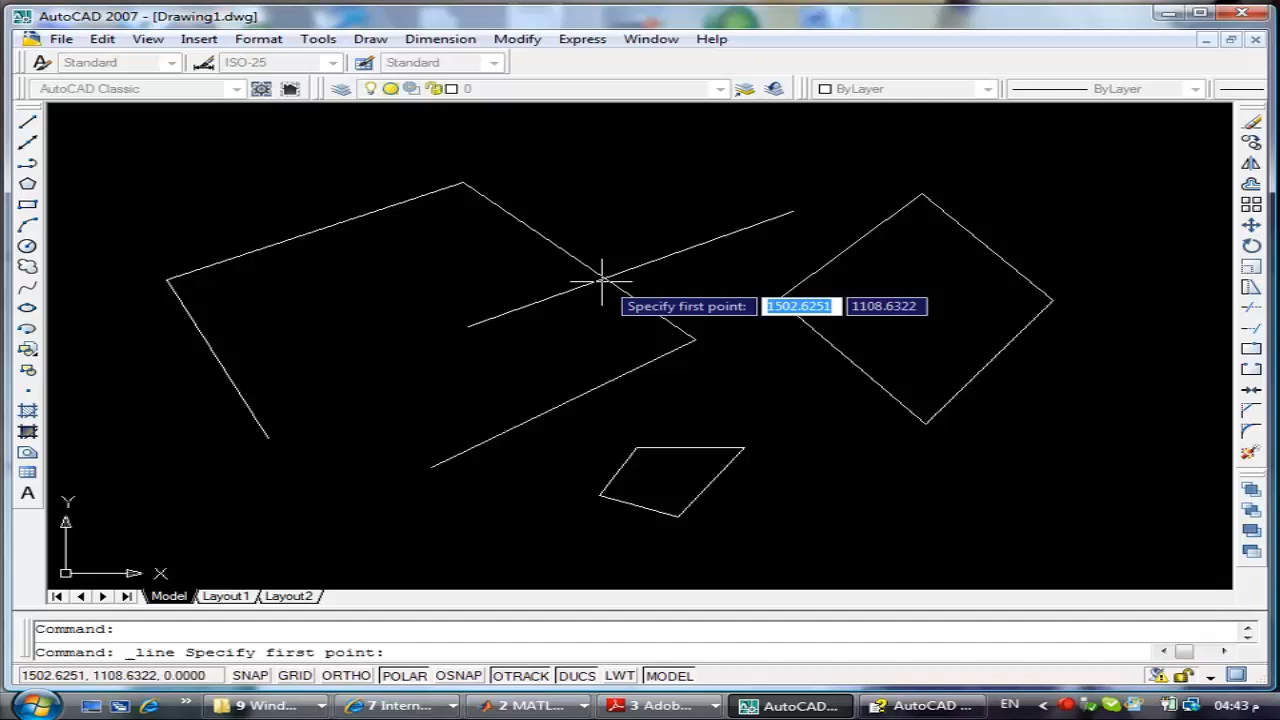 AutoCAD 2007 - [Drawing1.dwg]
File Edit View Insert Format Tools Draw Dimension Modify Express Window Help
Standard ISO-25 Standard
AutoCAD Classic 0 ByLayer ByLayer
Specify first point: 1502.6251 1108.6322
A
Y
X
Model Layout1 Layout2
Command:
Command: _line Specify first point:
1502.6251, 1108.6322, 0.0000 SNAP GRID ORTHO POLAR OSNAP OTRACK DUCS LWT MODEL
9 Wind... 7 Intern... 2 MATL... 3 Adob... AutoCAD... AutoCAD ... EN 04:43 م